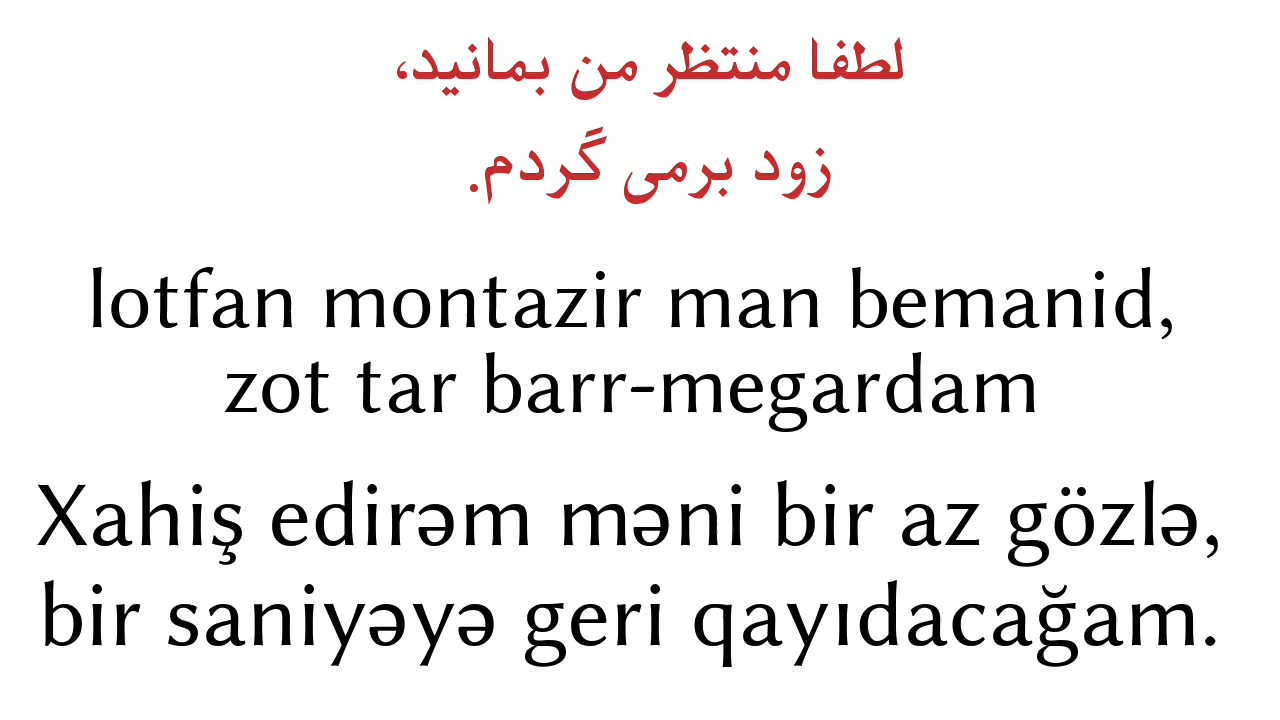 لطفا منتظر من بمانید،
زود برمی گردم.
lotfan montazir man bemanid,
zot tar barr-megardam
Xahiş edirəm məni bir az gözlə,
bir saniyəyə geri qayıdacağam.